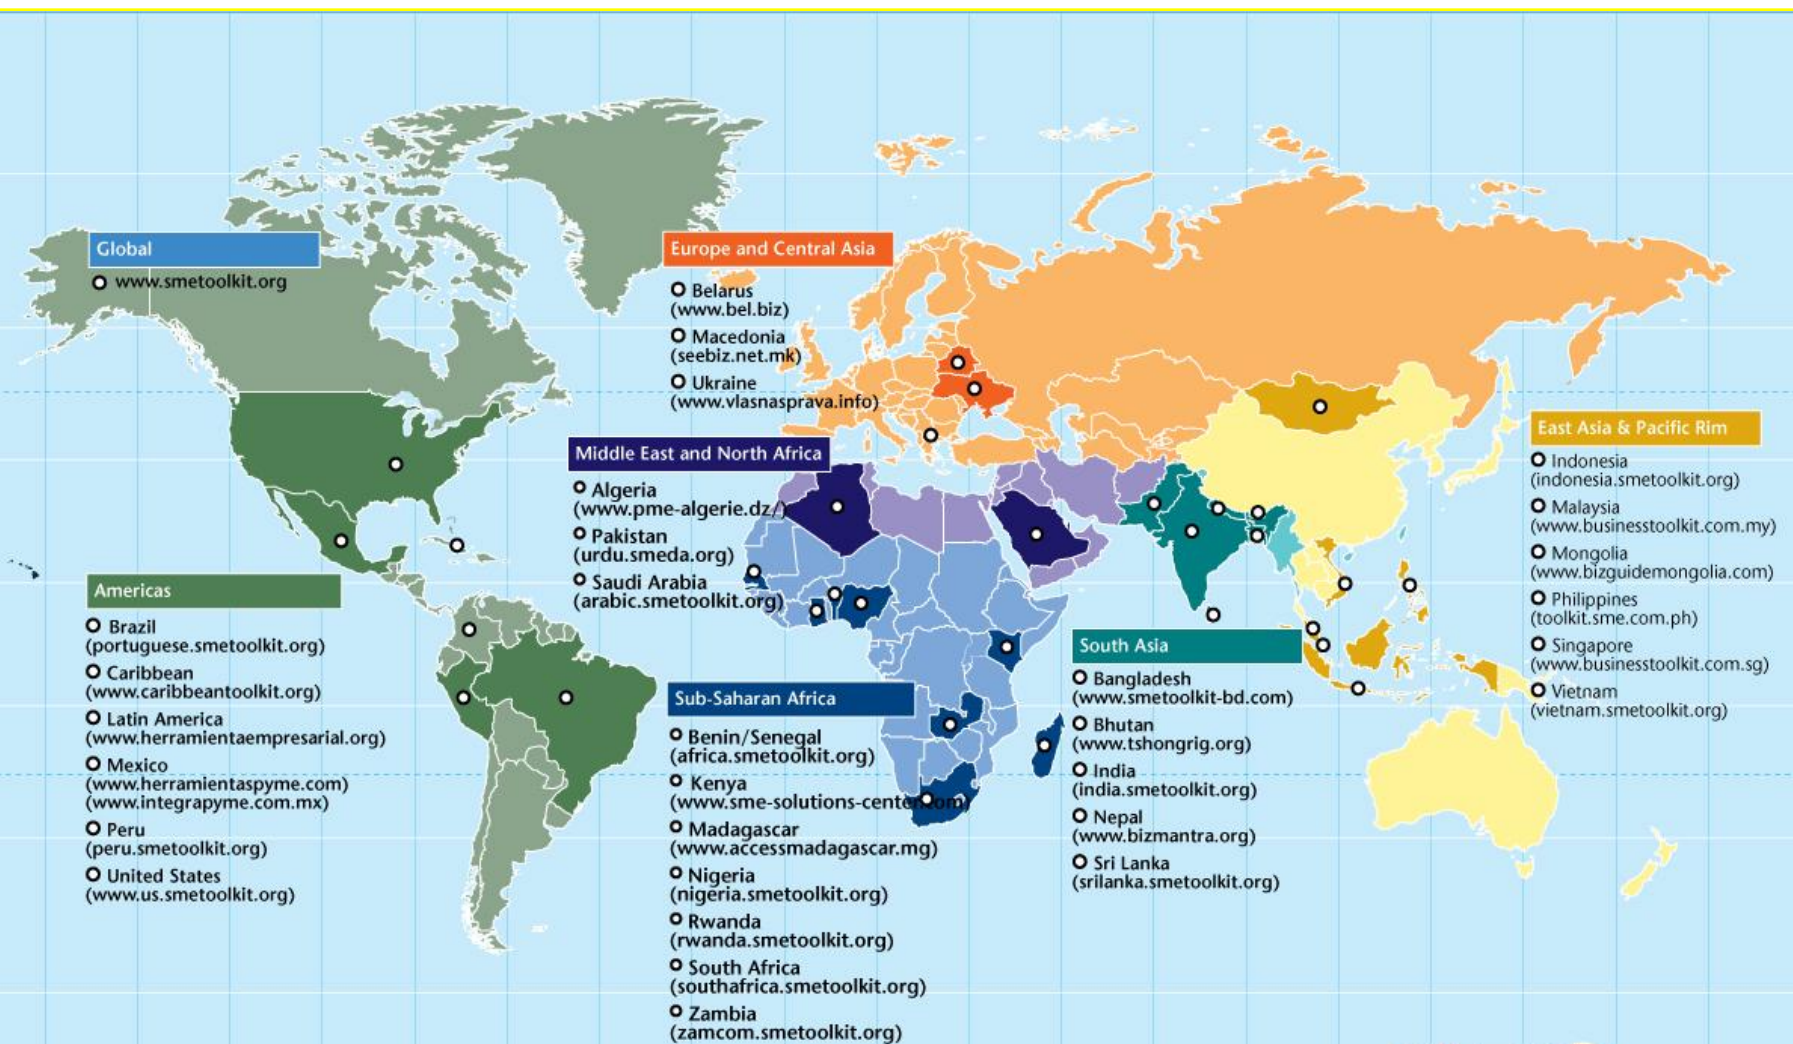 Global
www.smetoolkit.org
Europe and Central Asia
Belarus
(www.bel.biz)
Macedonia
(seebiz.net.mk)
Ukraine
(www.vlasnasprava.info)
Middle East and North Africa
Algeria
(www.pme-algerie.dz/)
Pakistan
(urdu.smeda.org)
Saudi Arabia
(arabic.smetoolkit.org)
East Asia & Pacific Rim
Indonesia
(indonesia.smetoolkit.org)
Malaysia
(www.businesstoolkit.com.my)
Mongolia
(www.bizguidemongolia.com)
Philippines
(toolkit.sme.com.ph)
Singapore
(www.businesstoolkit.com.sg)
Vietnam
(vietnam.smetoolkit.org)
Americas
Brazil
(portuguese.smetoolkit.org)
Caribbean
(www.caribbeantoolkit.org)
Latin America
(www.herramientaempresarial.org)
Mexico
(www.herramientaspyme.com)
(www.integrapyme.com.mx)
Peru
(peru.smetoolkit.org)
United States
(www.us.smetoolkit.org)
Sub-Saharan Africa
Benin/Senegal
(africa.smetoolkit.org)
Kenya
(www.sme-solutions-center.com)
Madagascar
(www.accessmadagascar.mg)
Nigeria
(nigeria.smetoolkit.org)
Rwanda
(rwanda.smetoolkit.org)
South Africa
(southafrica.smetoolkit.org)
Zambia
(zamcom.smetoolkit.org)
South Asia
Bangladesh
(www.smetoolkit-bd.com)
Bhutan
(www.tshongrig.org)
India
(india.smetoolkit.org)
Nepal
(www.bizmantra.org)
Sri Lanka
(srilanka.smetoolkit.org)